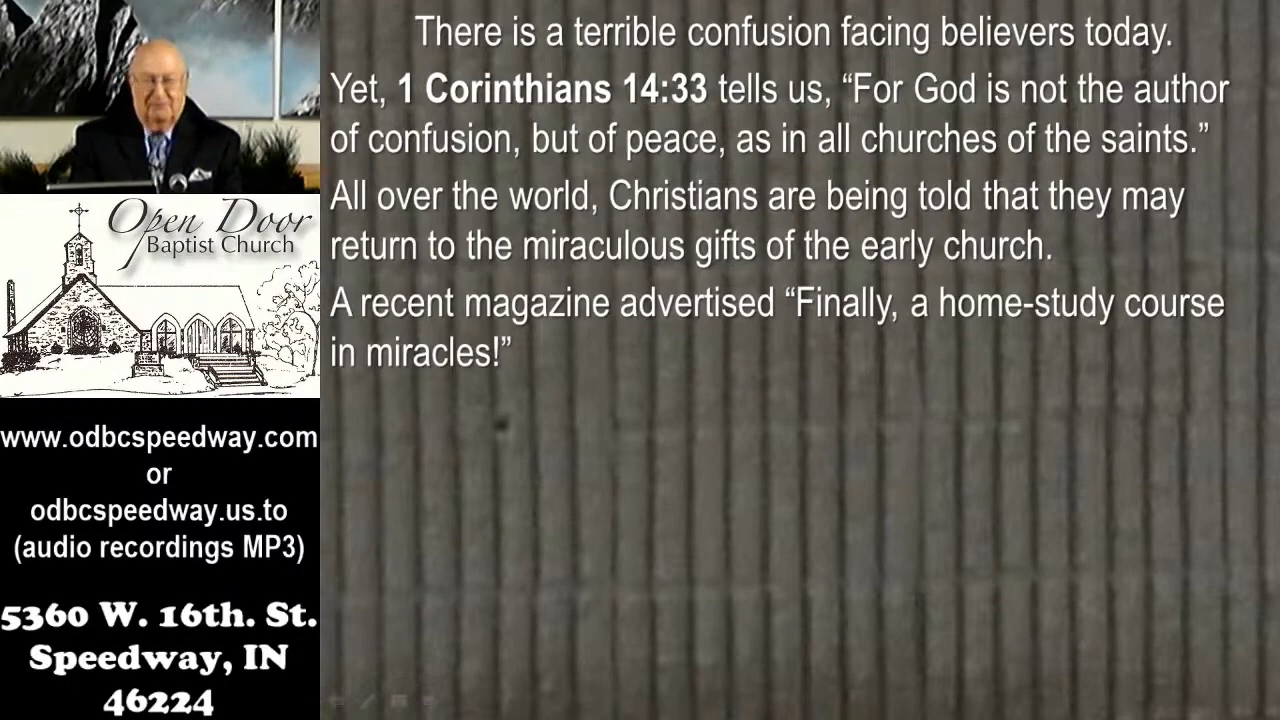 There is a terrible confusion facing believers today.
Yet, 1 Corinthians 14:33 tells us, “For God is not the author
of confusion, but of peace, as in all churches of the saints.”
All over the world, Christians are being told that they may
return to the miraculous gifts of the early church.
A recent magazine advertised “Finally, a home-study course
in miracles!”
Open Door
Baptist Church
www.odbcspeedway.com
or
odbcspeedway.us.to
(audio recordings MP3)
5360 W. 16th. St.
Speedway, IN
46224